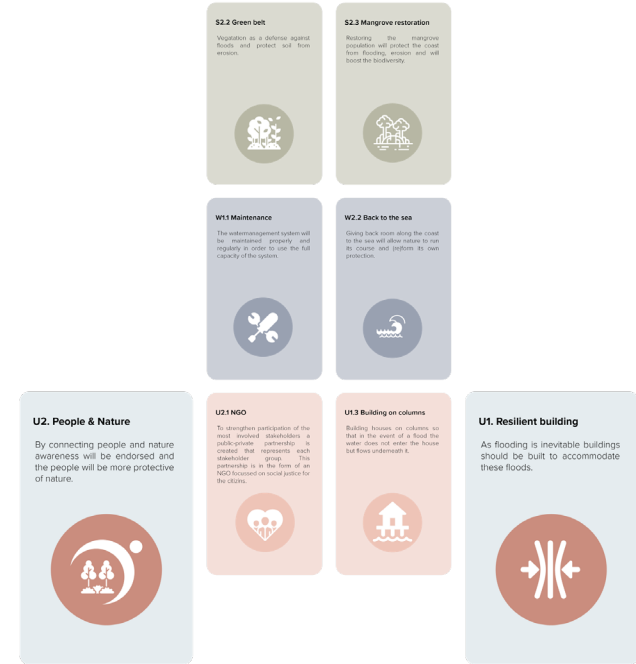 S2.2 Green belt
Vegatation as a defense against
floods and protect soil from
erosion.
S2.3 Mangrove restoration
Restoring the mangrove
population will protect the coast
from flooding, erosion and will
boost the biodiversity.
W1.1 Maintenance
The watermanagement system will
be maintained properly and
regularly in order to use the full
capacity of the system.
W2.2 Back to the sea
Giving back room along the coast
to the sea will allow nature to run
its course and (re)form its own
protection.
U2. People & Nature
By connecting people and nature
awareness will be endorsed and
the people will be more protective
of nature.
U2.1 NGO
To strengthen participation of the
most involved stakeholders a
public-private partnership is
created that represents each
stakeholder group. This
partnership is in the form of an
NGO focussed on social justice for
the citizins.
U1.3 Building on columns
Building houses on columns so
that in the event of a flood the
water does not enter the house
but flows underneath it.
U1. Resilient building
As flooding is inevitable buildings
should be built to accommodate
these floods.